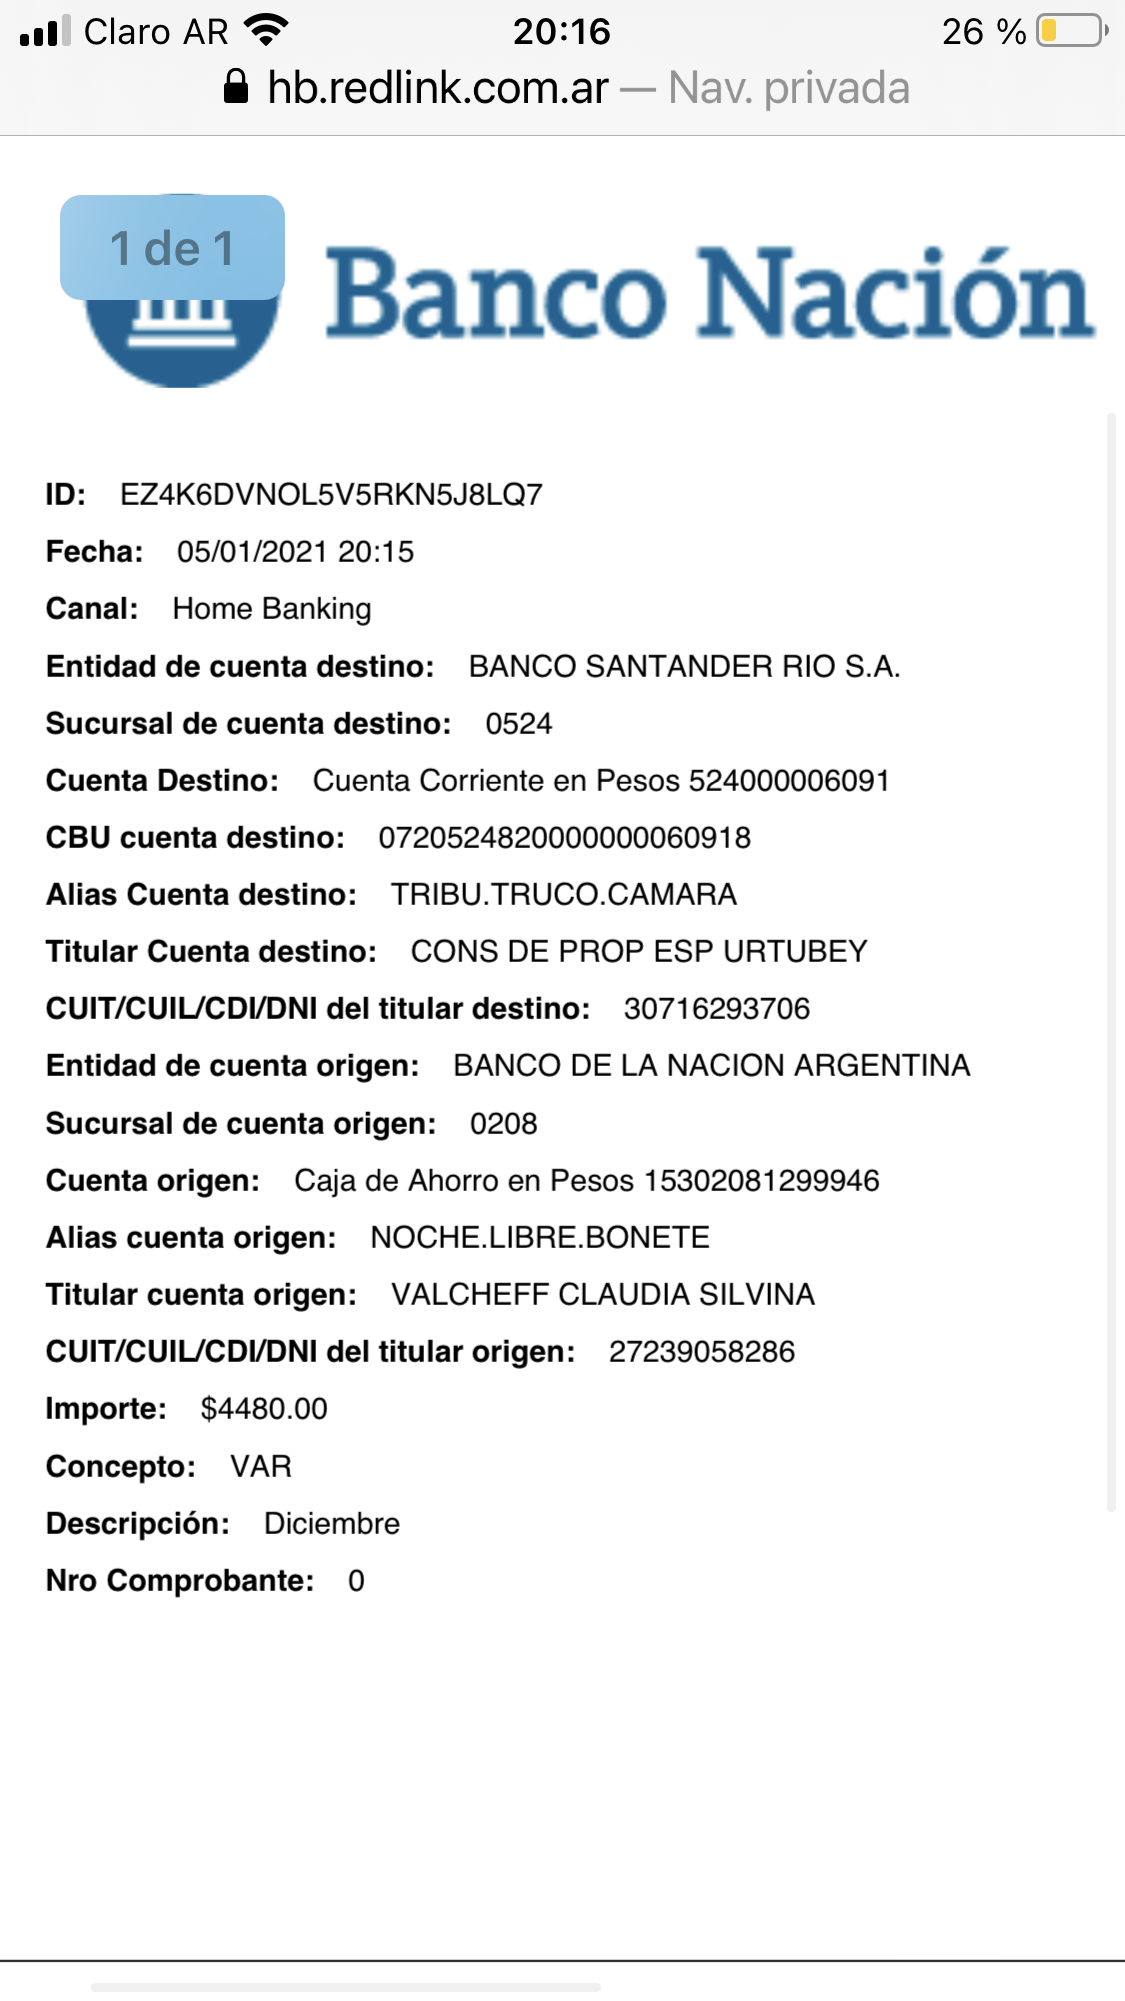 Claro AR 20:16 26 %
hb.redlink.com.ar — Nav. privada
1 de 1
Banco Nación
ID: EZ4K6DVNOL5V5RKN5J8LQ7
Fecha: 05/01/2021 20:15
Canal: Home Banking
Entidad de cuenta destino: BANCO SANTANDER RIO S.A.
Sucursal de cuenta destino: 0524
Cuenta Destino: Cuenta Corriente en Pesos 524000006091
CBU cuenta destino: 0720524820000000060918
Alias Cuenta destino: TRIBU.TRUCO.CAMARA
Titular Cuenta destino: CONS DE PROP ESP URTUBEY
CUIT/CUIL/CDI/DNI del titular destino: 30716293706
Entidad de cuenta origen: BANCO DE LA NACION ARGENTINA
Sucursal de cuenta origen: 0208
Cuenta origen: Caja de Ahorro en Pesos 15302081299946
Alias cuenta origen: NOCHE.LIBRE.BONETE
Titular cuenta origen: VALCHEFF CLAUDIA SILVINA
CUIT/CUIL/CDI/DNI del titular origen: 27239058286
Importe: $4480.00
Concepto: VAR
Descripción: Diciembre
Nro Comprobante: 0